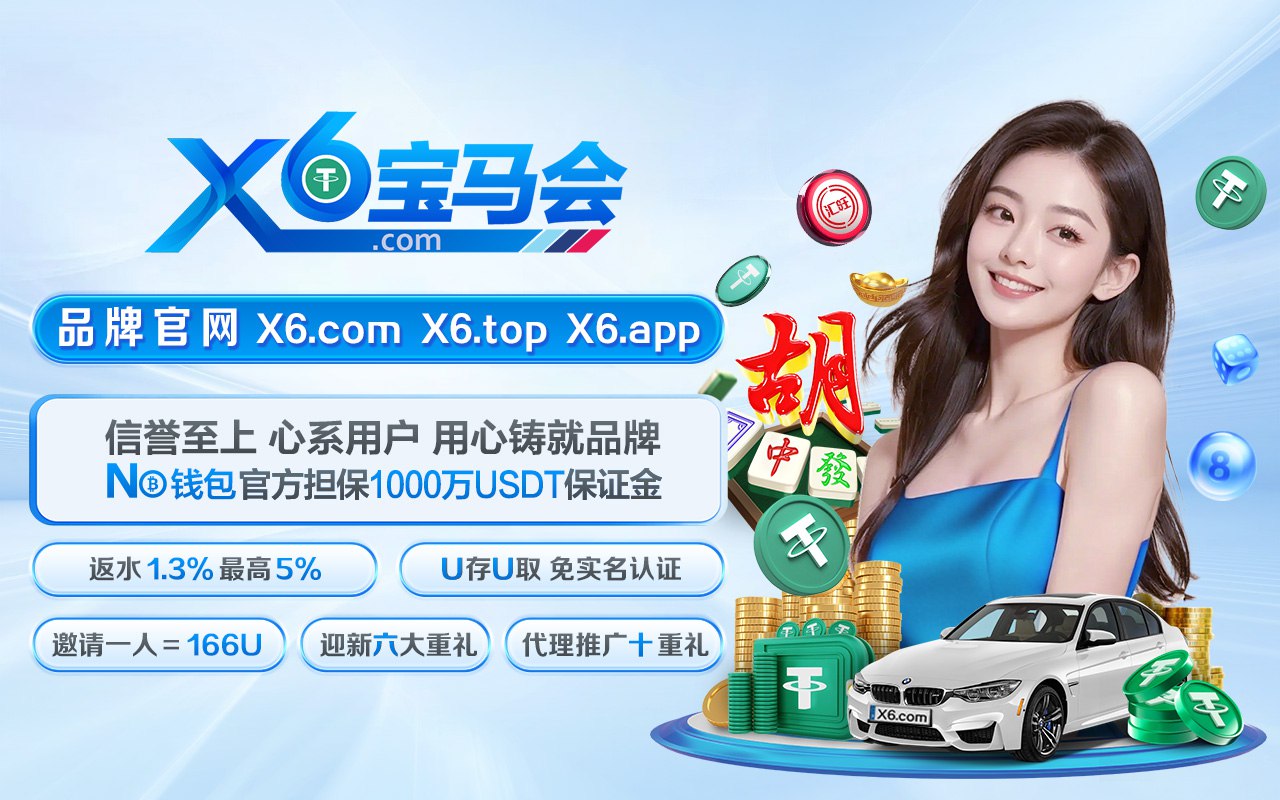 X6宝马会
.com
品牌官网 X6.com X6.top X6.app
信誉至上 心系用户 用心铸就品牌
No钱包官方担保1000万USDT保证金
返水1.3%最高5%
U存U取 免实名认证
邀请一人=166U
迎新六大重礼
代理推广十重礼
汇旺
胡
中
發
8
X6.com